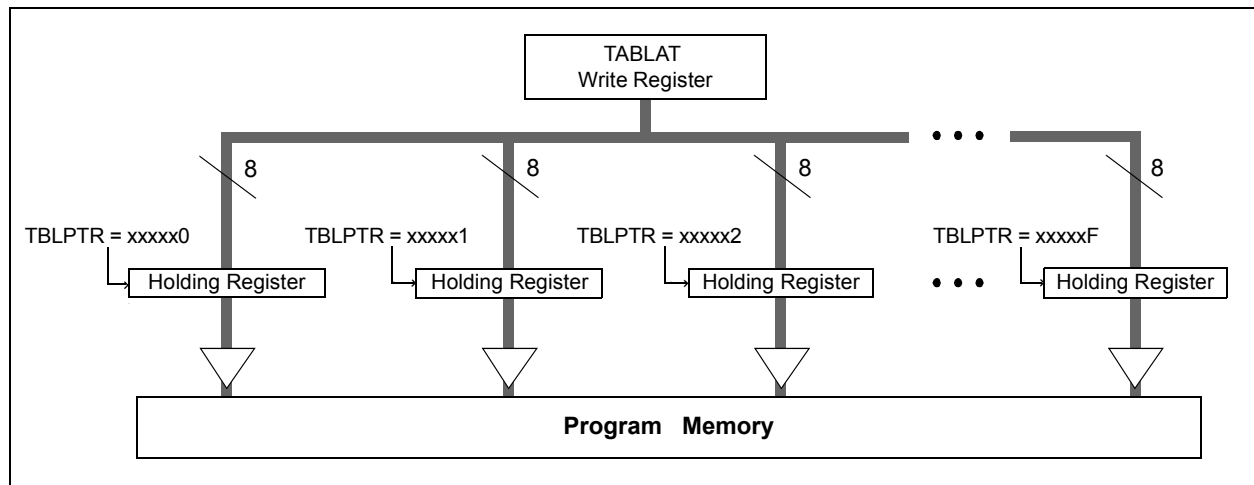 TABLAT
Write Register
8 8 8 8
TBLPTR = xxxxx0 TBLPTR = xxxxx1 TBLPTR = xxxxx2 TBLPTR = xxxxxF
Holding Register Holding Register Holding Register Holding Register
Program Memory